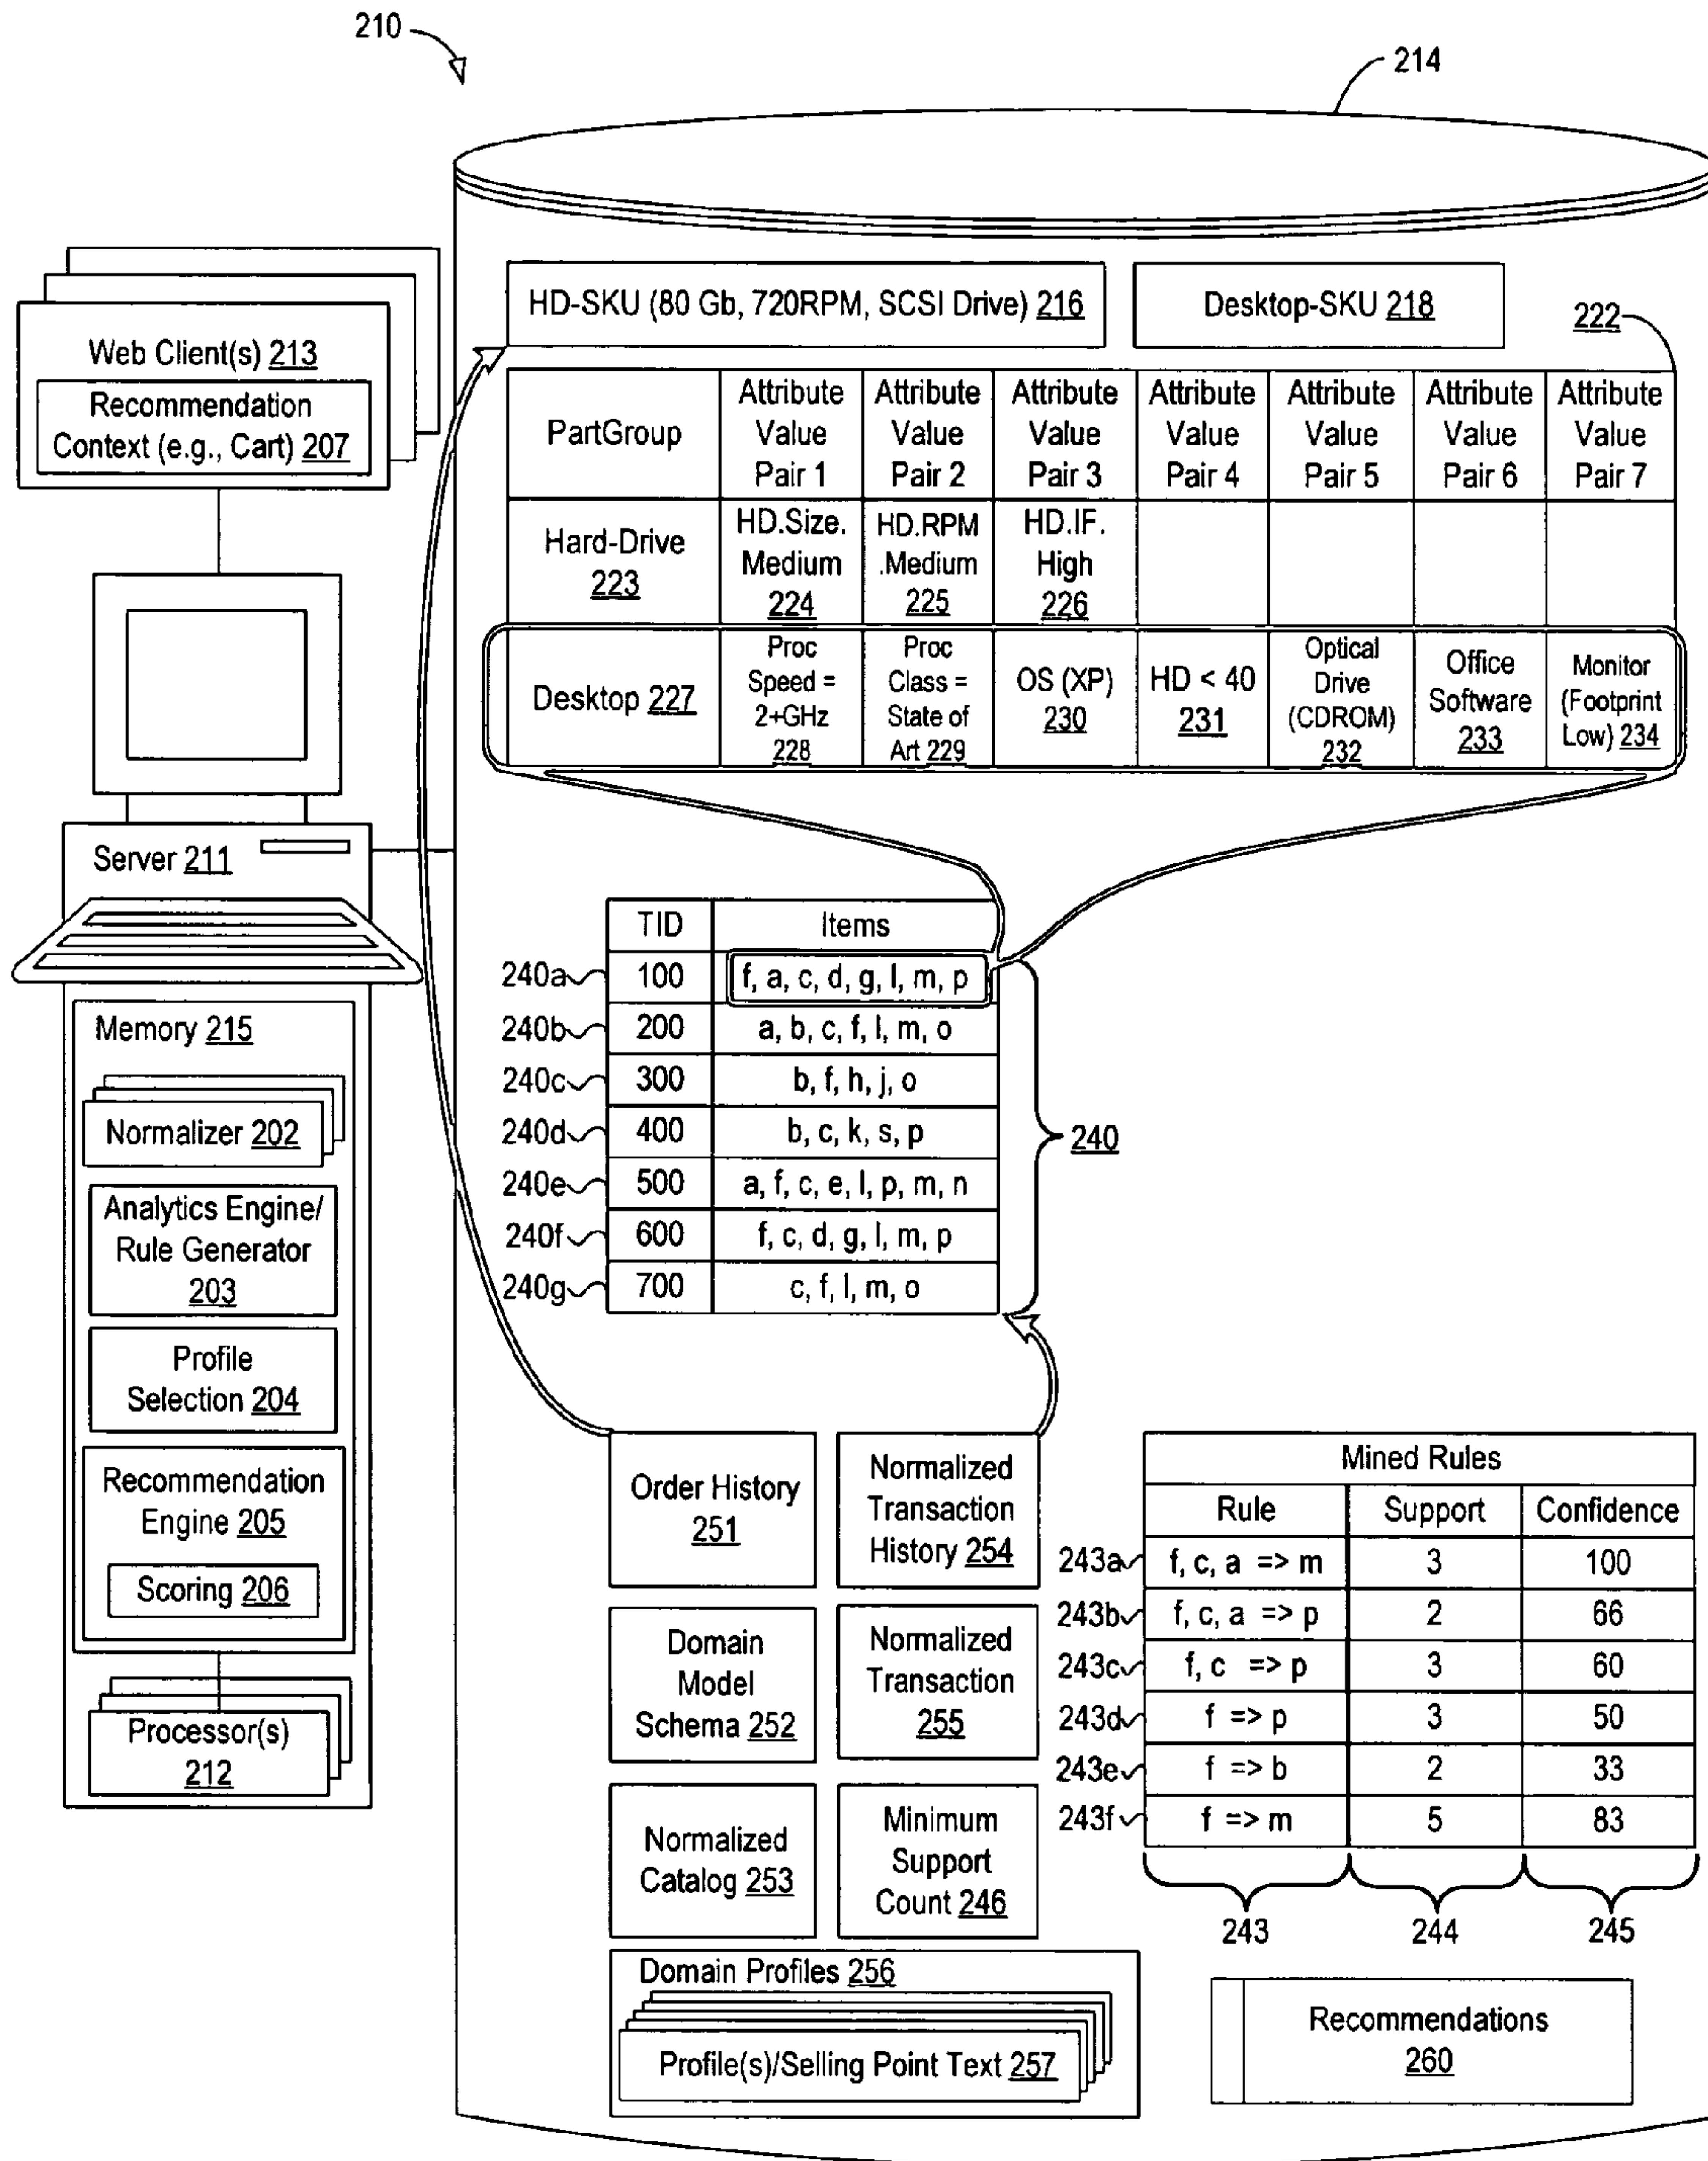 210
214
HD-SKU (80 Gb, 720RPM, SCSI Drive) 216
Desktop-SKU 218
222
Web Client(s) 213
Recommendation
Context (e.g., Cart) 207
PartGroup
Attribute
Value
Pair 1
Attribute
Value
Pair 2
Attribute
Value
Pair 3
Attribute
Value
Pair 4
Attribute
Value
Pair 5
Attribute
Value
Pair 6
Attribute
Value
Pair 7
Hard-Drive
223
HD.Size.
Medium
224
HD.RPM
.Medium
225
HD.IF.
High
226
Desktop 227
Proc
Speed =
2+GHz
228
Proc
Class =
State of
Art 229
OS (XP)
230
HD < 40
231
Optical
Drive
(CDROM)
232
Office
Software
233
Monitor
(Footprint
Low) 234
Server 211
Memory 215
Normalizer 202
Analytics Engine/
Rule Generator
203
Profile
Selection 204
Recommendation
Engine 205
Scoring 206
Processor(s)
212
TID Items
240a 100 f, a, c, d, g, l, m, p
240b 200 a, b, c, f, l, m, o
240c 300 b, f, h, j, o
240d 400 b, c, k, s, p
240e 500 a, f, c, e, l, p, m, n
240f 600 f, c, d, g, l, m, p
240g 700 c, f, l, m, o
240
Order History
251
Normalized
Transaction
History 254
Domain
Model
Schema 252
Normalized
Transaction
255
Normalized
Catalog 253
Minimum
Support
Count 246
Domain Profiles 256
Profile(s)/Selling Point Text 257
Mined Rules
Rule Support Confidence
243a f, c, a => m 3 100
243b f, c, a => p 2 66
243c f, c => p 3 60
243d f => p 3 50
243e f => b 2 33
243f f => m 5 83
243 244 245
Recommendations
260